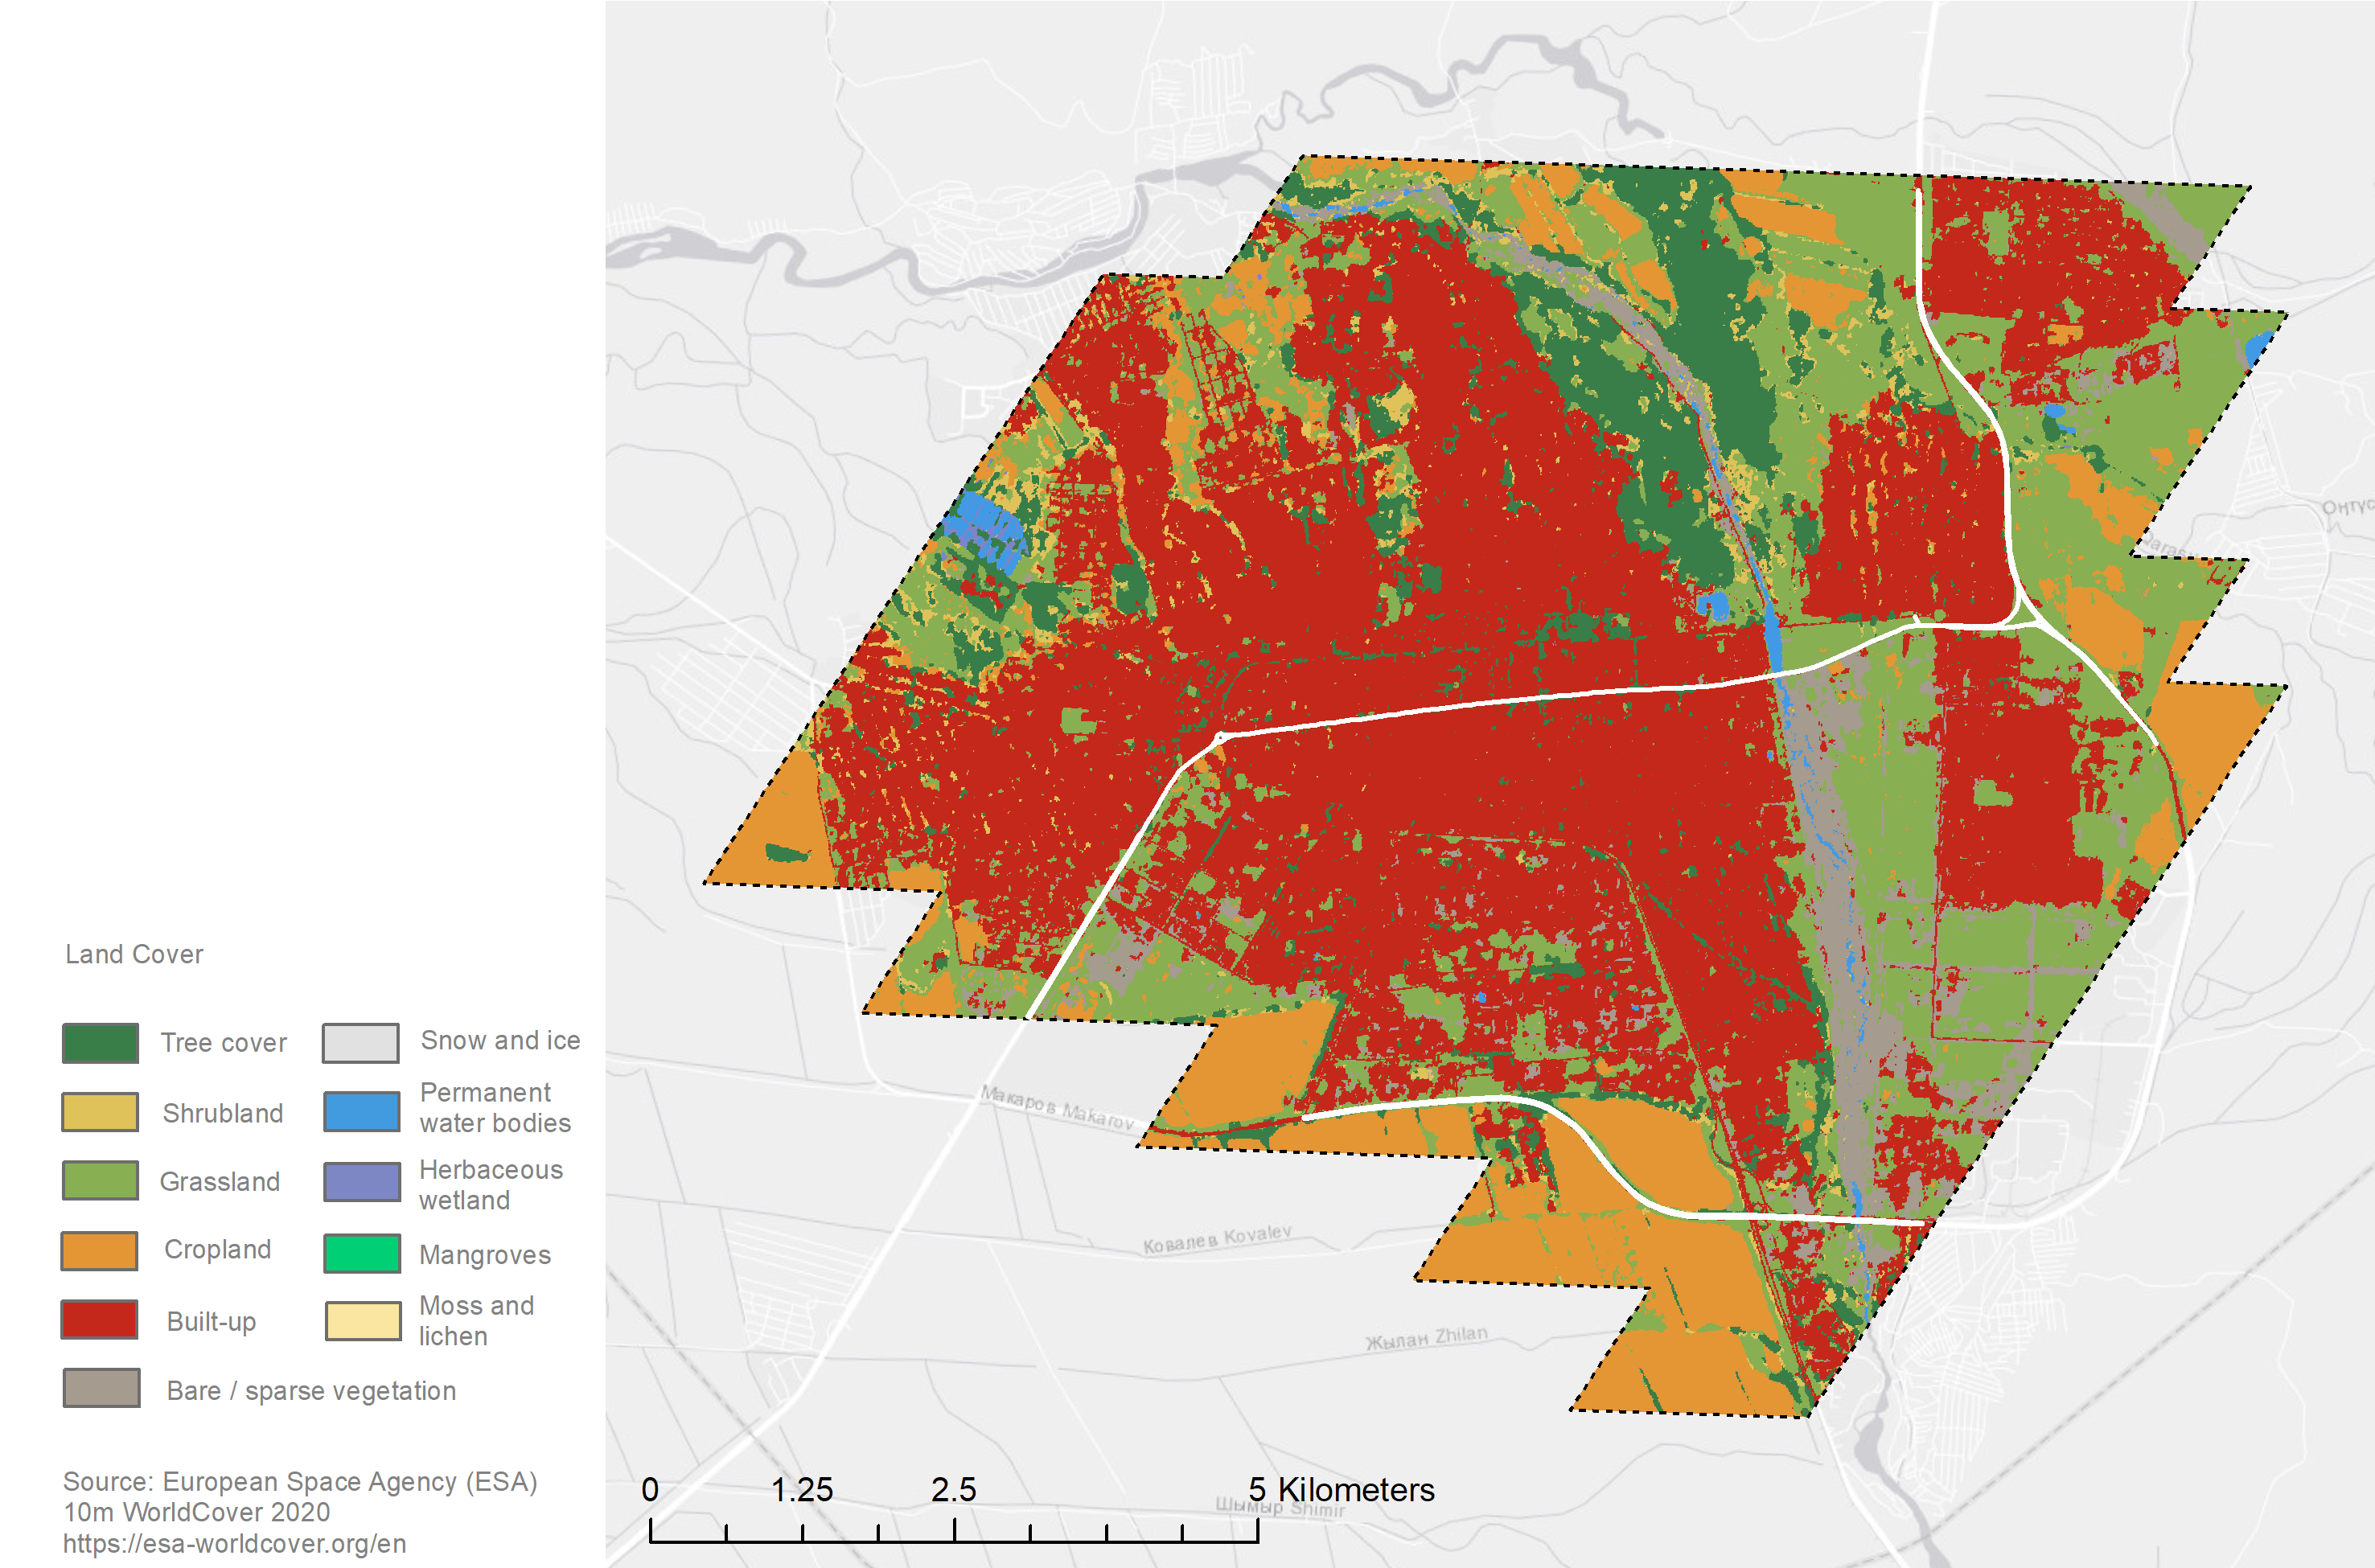 Land Cover
Tree cover
Shrubland
Grassland
Cropland
Built-up
Bare / sparse vegetation
Snow and ice
Permanent
water bodies
Herbaceous
wetland
Mangroves
Moss and
lichen
Source: European Space Agency (ESA)
10m WorldCover 2020
https://esa-worldcover.org/en
0 1.25 2.5 5 Kilometers
Макаров Makarov
Ковалев Kovalev
Жылан Zhilan
Шымыр Shimir